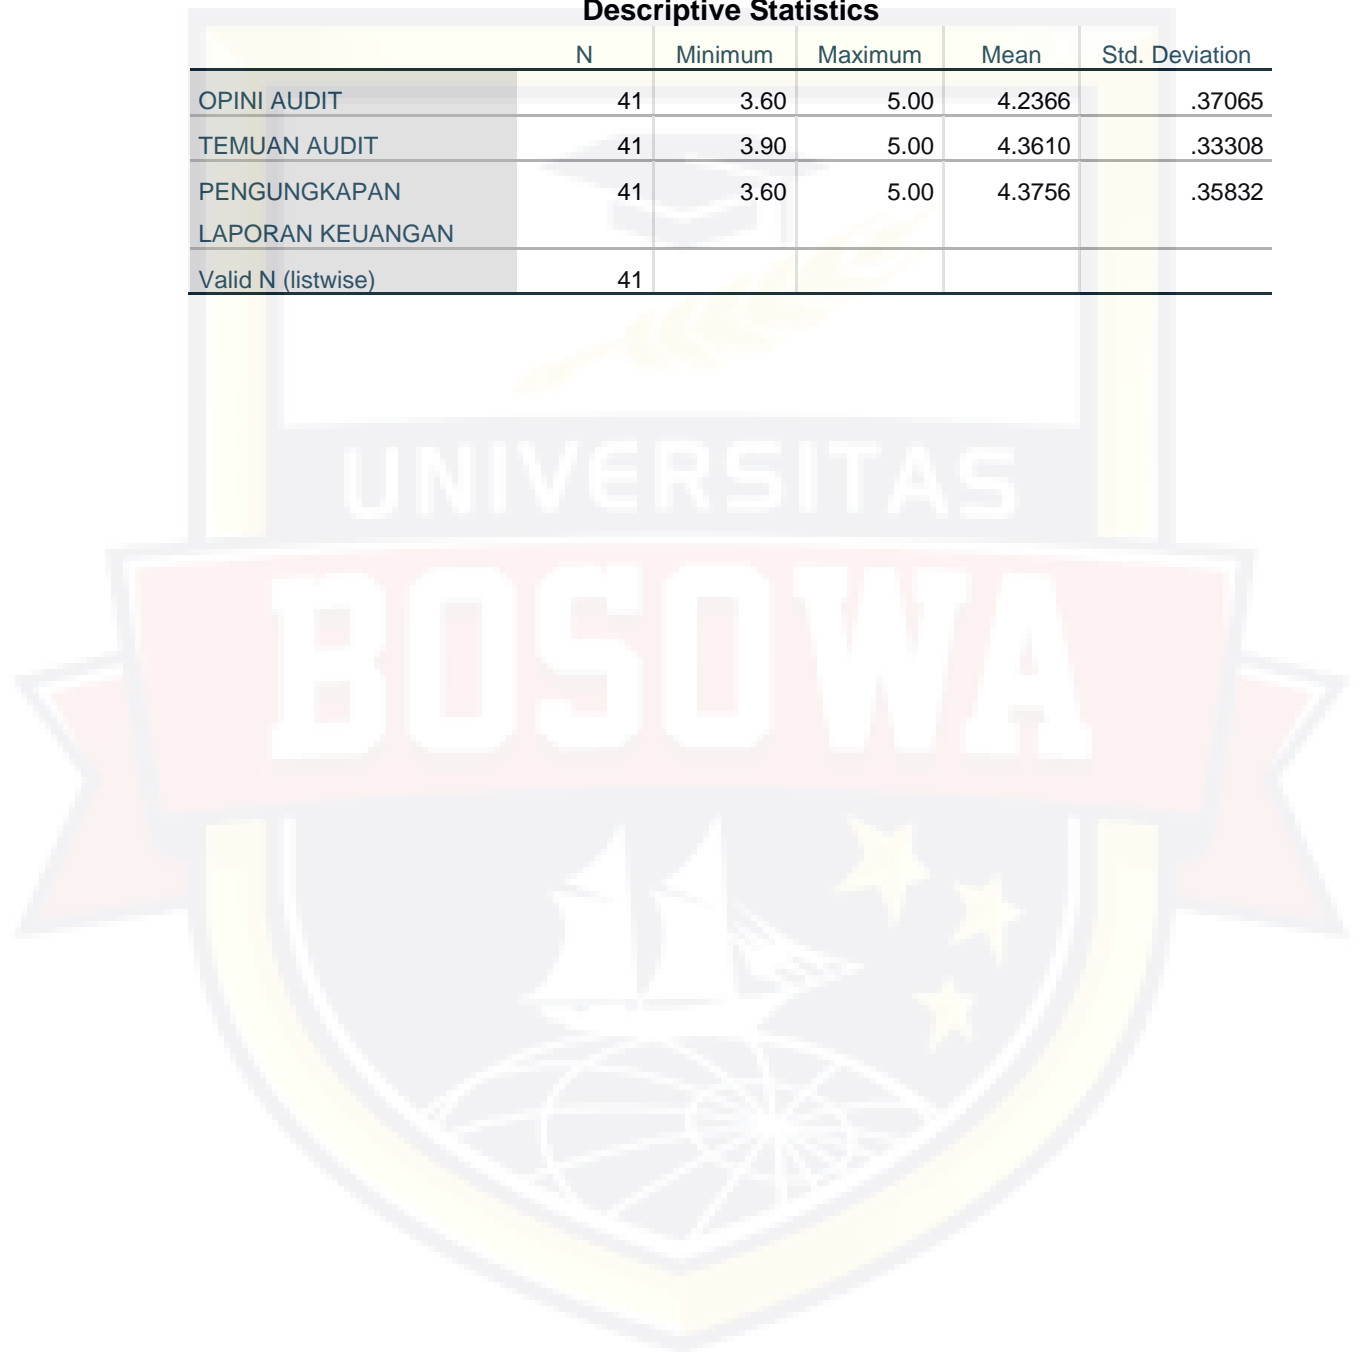 Descriptive Statistics
N Minimum Maximum Mean Std. Deviation
OPINI AUDIT 41 3.60 5.00 4.2366 .37065
TEMUAN AUDIT 41 3.90 5.00 4.3610 .33308
PENGUNGKAPAN 41 3.60 5.00 4.3756 .35832
LAPORAN KEUANGAN
Valid N (listwise) 41
UNIVERSITAS
BOSOWA